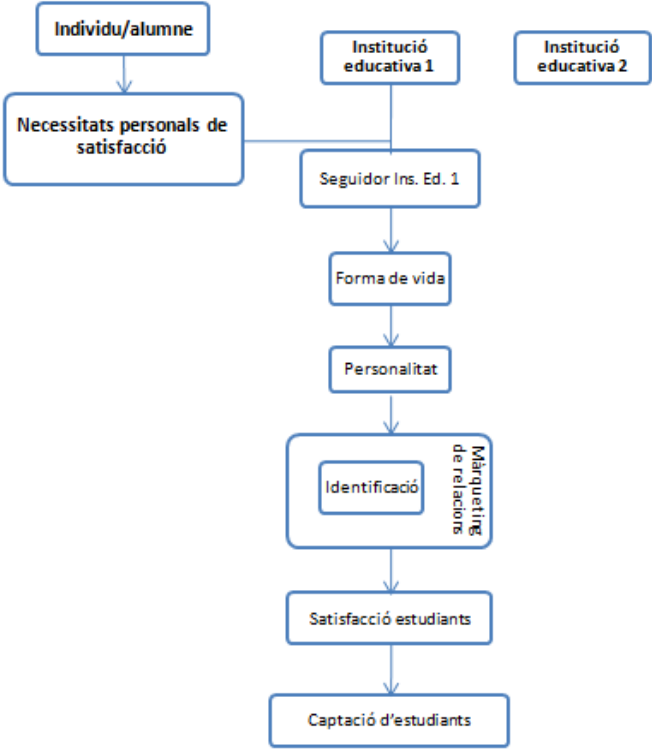 Individu/alumne
Institució
educativa 1
Institució
educativa 2
Necessitats personals de
satisfacció
Seguidor Ins. Ed. 1
Forma de vida
Personalitat
Màrqueting
de relacions
Identificació
Satisfacció estudiants
Captació d'estudiants